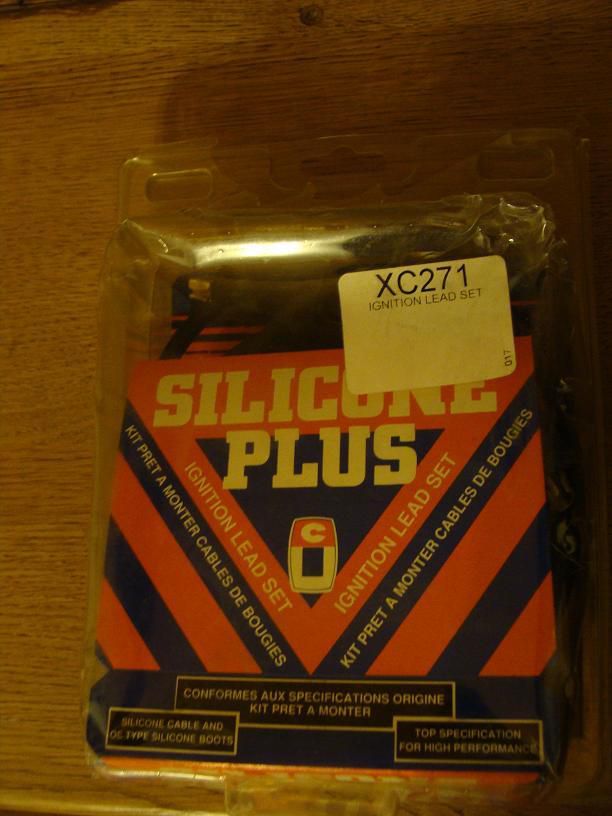 XC271
IGNITION LEAD SET
017
SILICONE
PLUS
KIT PRET A MONTER CABLES DE BOUGIES
IGNITION LEAD SET
IGNITION LEAD SET
KIT PRET A MONTER CABLES DE BOUGIES
C
CONFORMES AUX SPECIFICATIONS ORIGINE
KIT PRET A MONTER
SILICONE CABLE AND
OE TYPE SILICONE BOOTS
TOP SPECIFICATION
FOR HIGH PERFORMANCE